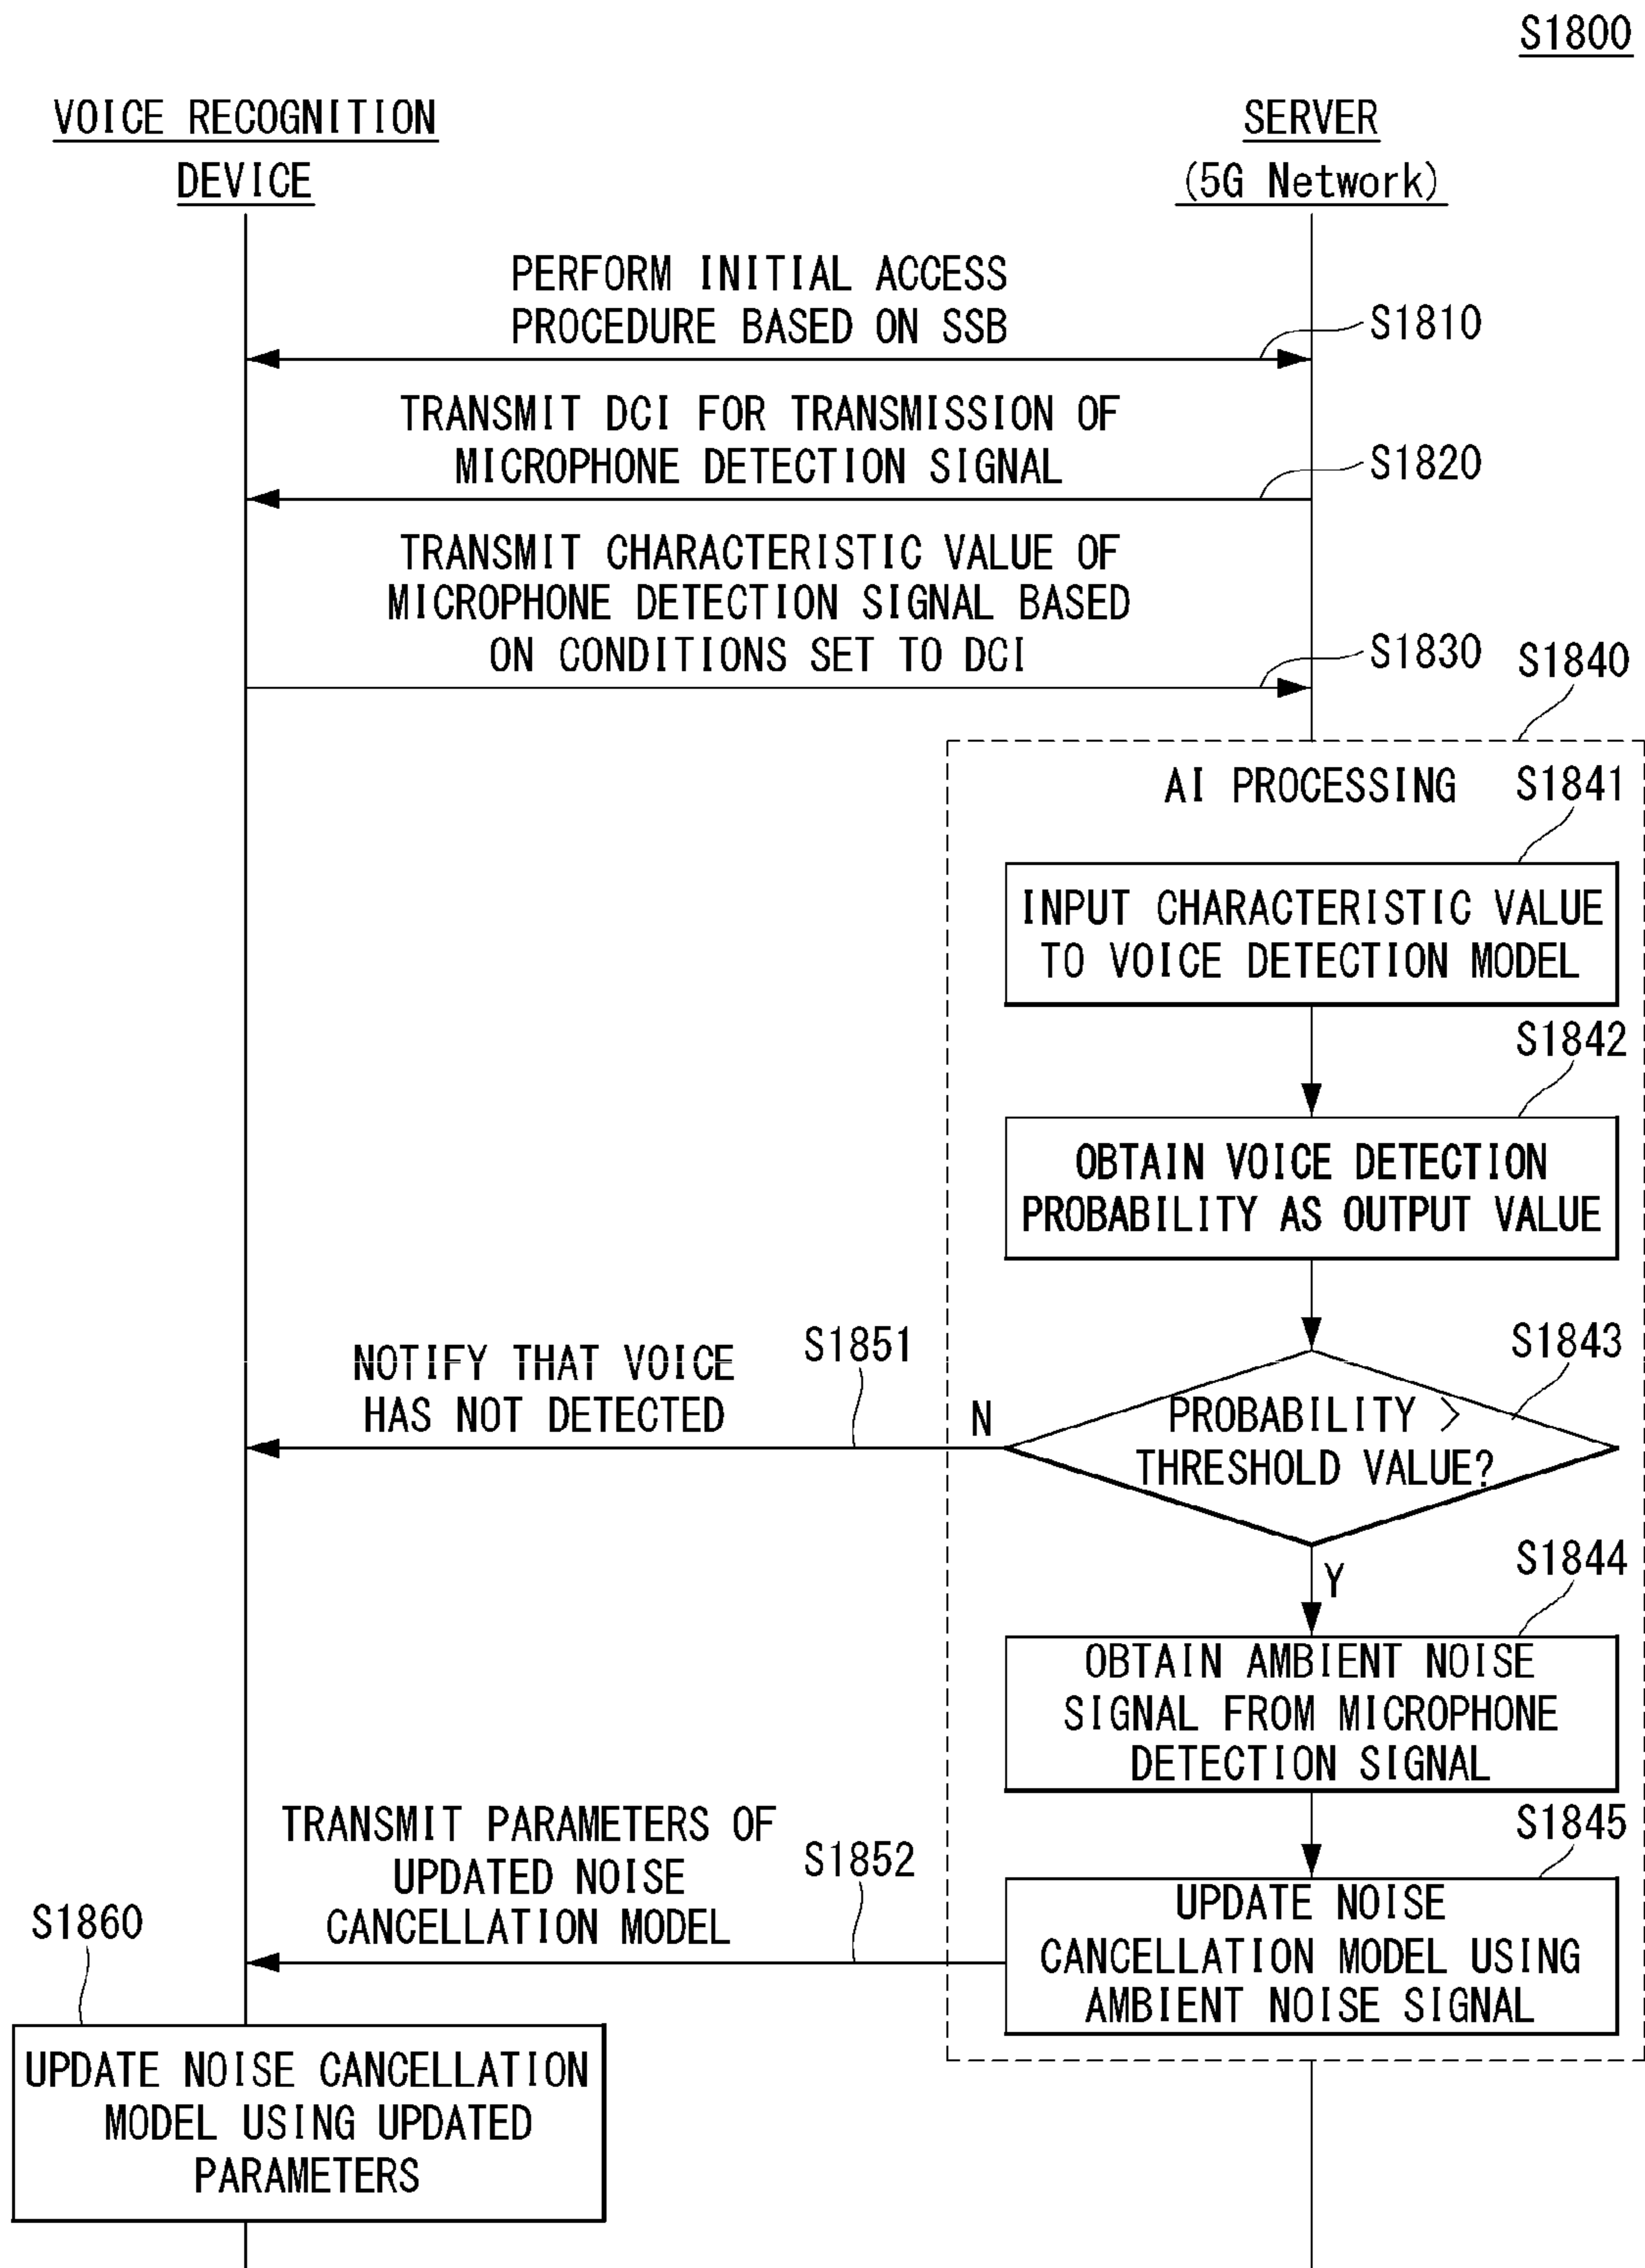 S1800
VOICE RECOGNITION
DEVICE
SERVER
(5G Network)
PERFORM INITIAL ACCESS
PROCEDURE BASED ON SSB
S1810
TRANSMIT DCI FOR TRANSMISSION OF
MICROPHONE DETECTION SIGNAL
S1820
TRANSMIT CHARACTERISTIC VALUE OF
MICROPHONE DETECTION SIGNAL BASED
ON CONDITIONS SET TO DCI
S1830
S1840
AI PROCESSING
S1841
INPUT CHARACTERISTIC VALUE
TO VOICE DETECTION MODEL
S1842
OBTAIN VOICE DETECTION
PROBABILITY AS OUTPUT VALUE
S1843
PROBABILITY >
THRESHOLD VALUE?
N
S1851
NOTIFY THAT VOICE
HAS NOT DETECTED
Y
S1844
OBTAIN AMBIENT NOISE
SIGNAL FROM MICROPHONE
DETECTION SIGNAL
S1845
UPDATE NOISE
CANCELLATION MODEL USING
AMBIENT NOISE SIGNAL
TRANSMIT PARAMETERS OF
UPDATED NOISE
CANCELLATION MODEL
S1852
S1860
UPDATE NOISE CANCELLATION
MODEL USING UPDATED
PARAMETERS